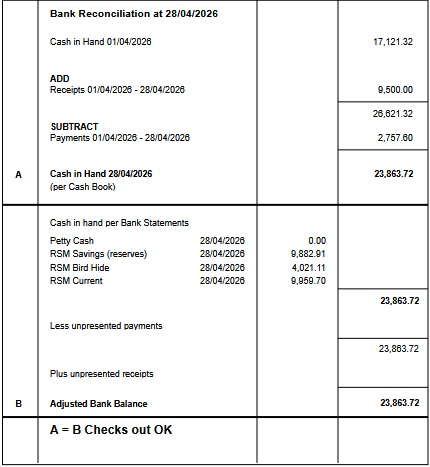 Bank Reconciliation at 28/04/2026
Cash in Hand 01/04/2026 17,121.32
ADD
Receipts 01/04/2026 - 28/04/2026 9,500.00
26,621.32
SUBTRACT
Payments 01/04/2026 - 28/04/2026 2,757.60
A Cash in Hand 28/04/2026 23,863.72
(per Cash Book)
Cash in hand per Bank Statements
Petty Cash 28/04/2026 0.00
RSM Savings (reserves) 28/04/2026 9,882.91
RSM Bird Hide 28/04/2026 4,021.11
RSM Current 28/04/2026 9,959.70
23,863.72
Less unpresented payments
23,863.72
Plus unpresented receipts
B Adjusted Bank Balance 23,863.72
A = B Checks out OK